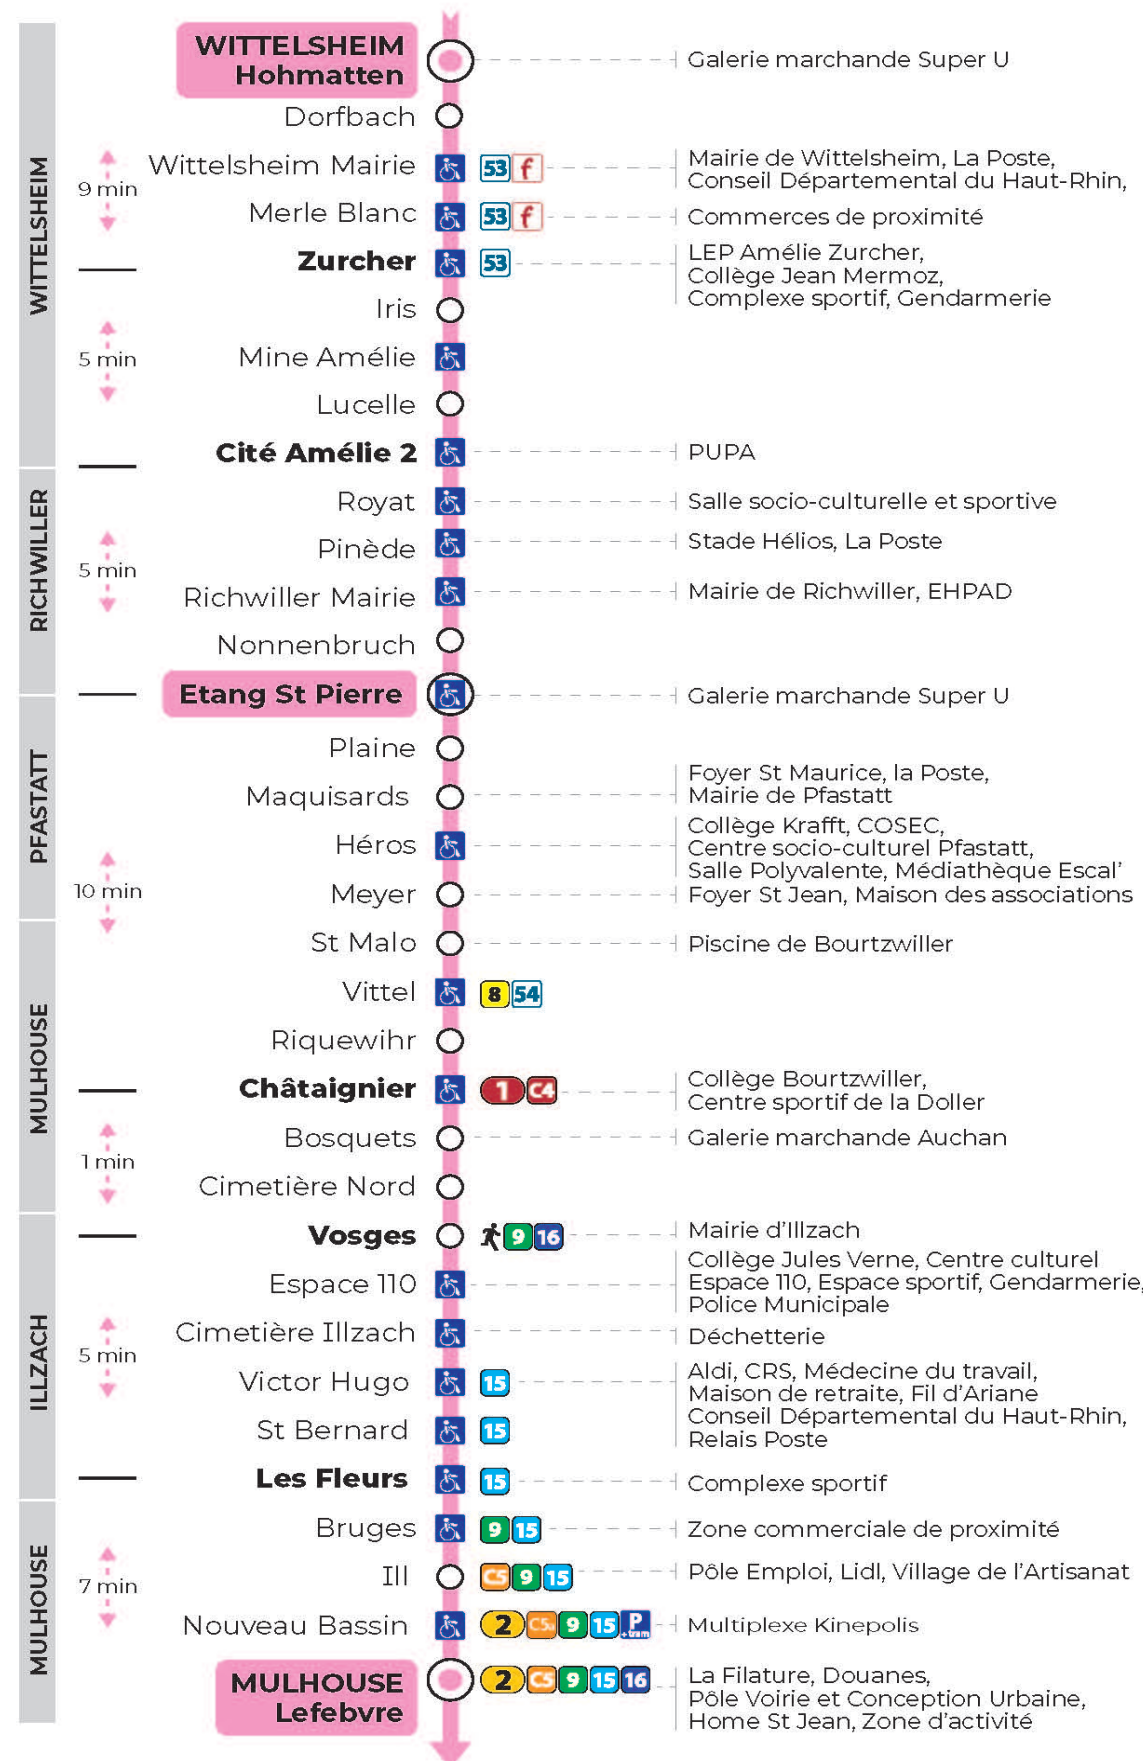 WITTELSHEIM
Hohmatten
Galerie marchande Super U
Dorfbach
WITTELSHEIM
9 min
Wittelsheim Mairie
53 f
Mairie de Wittelsheim, La Poste,
Conseil Départemental du Haut-Rhin,
Merle Blanc
53 f
Commerces de proximité
Zurcher
53
LEP Amélie Zurcher,
Collège Jean Mermoz,
Complexe sportif, Gendarmerie
Iris
5 min
Mine Amélie
Lucelle
Cité Amélie 2
PUPA
RICHWILLER
Royat
Salle socio-culturelle et sportive
Pinède
Stade Hélios, La Poste
5 min
Richwiller Mairie
Mairie de Richwiller, EHPAD
Nonnenbruch
Etang St Pierre
Galerie marchande Super U
PFASTATT
Plaine
Maquisards
Foyer St Maurice, la Poste,
Mairie de Pfastatt
Héros
Collège Krafft, COSEC,
Centre socio-culturel Pfastatt,
Salle Polyvalente, Médiathèque Escal'
10 min
Meyer
Foyer St Jean, Maison des associations
MULHOUSE
St Malo
Piscine de Bourtzwiller
Vittel
8 54
Riquewihr
Châtaignier
1 C4
Collège Bourtzwiller,
Centre sportif de la Doller
Bosquets
Galerie marchande Auchan
1 min
Cimetière Nord
ILLZACH
Vosges
9 16
Mairie d'Illzach
Espace 110
Collège Jules Verne, Centre culturel
Espace 110, Espace sportif, Gendarmerie,
Police Municipale
Cimetière Illzach
Déchetterie
5 min
Victor Hugo
15
Aldi, CRS, Médecine du travail,
Maison de retraite, Fil d'Ariane
St Bernard
15
Conseil Départemental du Haut-Rhin,
Relais Poste
Les Fleurs
15
Complexe sportif
MULHOUSE
Bruges
9 15
Zone commerciale de proximité
7 min
Ill
C5 9 15
Pôle Emploi, Lidl, Village de l'Artisanat
Nouveau Bassin
2 C5a 9 15 P
+tram
Multiplexe Kinepolis
MULHOUSE
Lefebvre
2 C5 9 15 16
La Filature, Douanes,
Pôle Voirie et Conception Urbaine,
Home St Jean, Zone d'activité